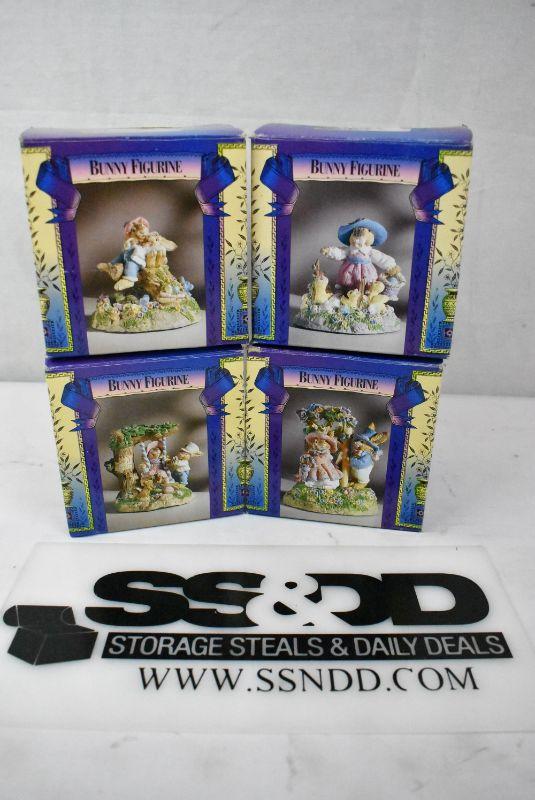 BUNNY FIGURINE
BUNNY FIGURINE
BUNNY FIGURINE
BUNNY FIGURINE
SS&DD
STORAGE STEALS & DAILY DEALS
WWW.SSNDD.COM